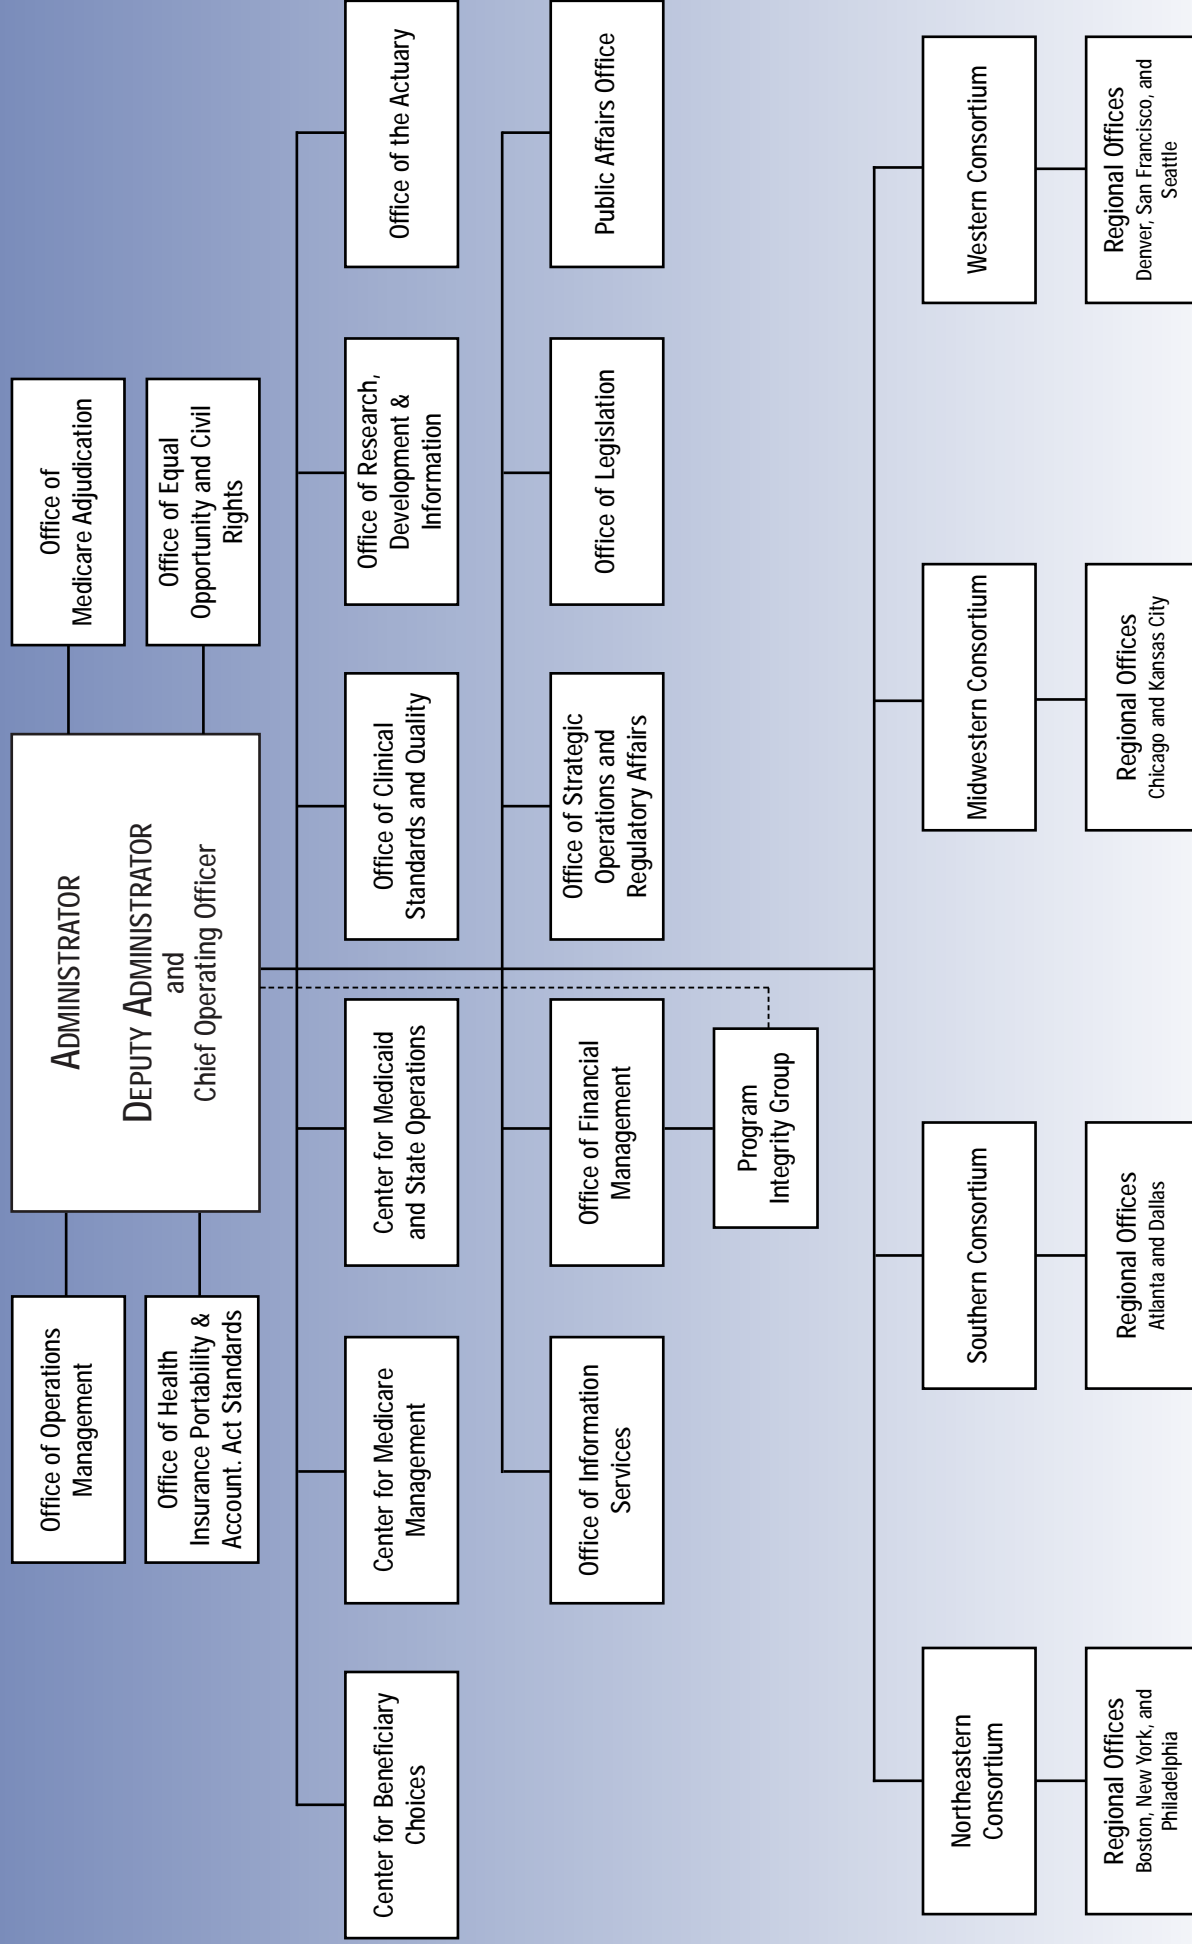 ADMINISTRATOR
DEPUTY ADMINISTRATOR
and
Chief Operating Officer
Office of Operations
Management
Office of Health
Insurance Portability &
Account. Act Standards
Office of
Medicare Adjudication
Office of Equal
Opportunity and Civil
Rights
Center for Beneficiary
Choices
Center for Medicare
Management
Center for Medicaid
and State Operations
Office of Clinical
Standards and Quality
Office of Research,
Development &
Information
Office of the Actuary
Office of Information
Services
Office of Financial
Management
Office of Strategic
Operations and
Regulatory Affairs
Office of Legislation
Public Affairs Office
Program
Integrity Group
Northeastern
Consortium
Southern Consortium
Midwestern Consortium
Western Consortium
Regional Offices
Boston, New York, and
Philadelphia
Regional Offices
Atlanta and Dallas
Regional Offices
Chicago and Kansas City
Regional Offices
Denver, San Francisco, and
Seattle